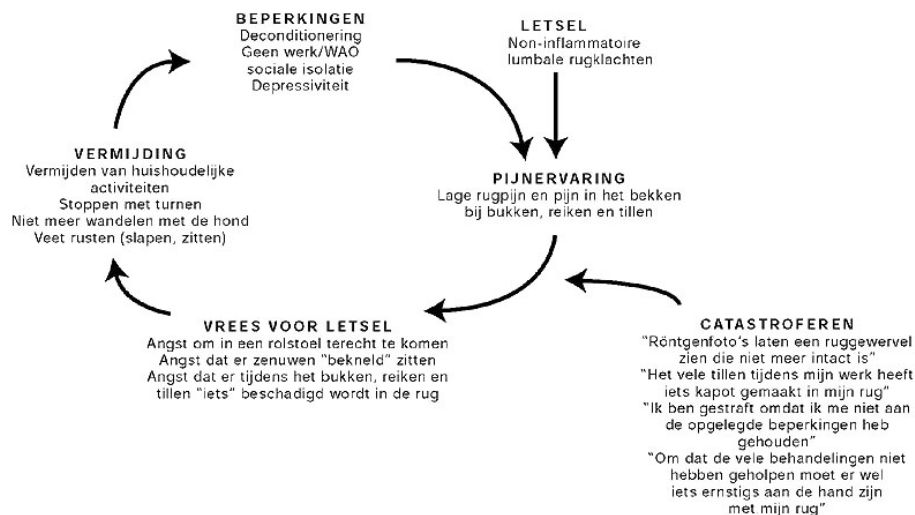 BEPERKINGEN
Deconditionering
Geen werk/WAO
sociale isolatie
Depressiviteit
LETSEL
Non-inflammatoire
lumbale rugklachten
VERMIJDING
Vermijden van huishoudelijke
activiteiten
Stoppen met turnen
Niet meer wandelen met de hond
Veet rusten (slapen, zitten)
PIJNERVARING
Lage rugpijn en pijn in het bekken
bij bukken, reiken en tillen
VREES VOOR LETSEL
Angst om in een rolstoel terecht te komen
Angst dat er zenuwen "bekneld" zitten
Angst dat er tijdens het bukken, reiken en
tillen "iets" beschadigd wordt in de rug
CATASTROFEREN
"Röntgenfoto's laten een ruggewervel
zien die niet meer intact is"
"Het vele tillen tijdens mijn werk heeft
iets kapot gemaakt in mijn rug"
"Ik ben gestraft omdat ik me niet aan
de opgelegde beperkingen heb
gehouden"
"Om dat de vele behandelingen niet
hebben geholpen moet er wel
iets ernstigs aan de hand zijn
met mijn rug"